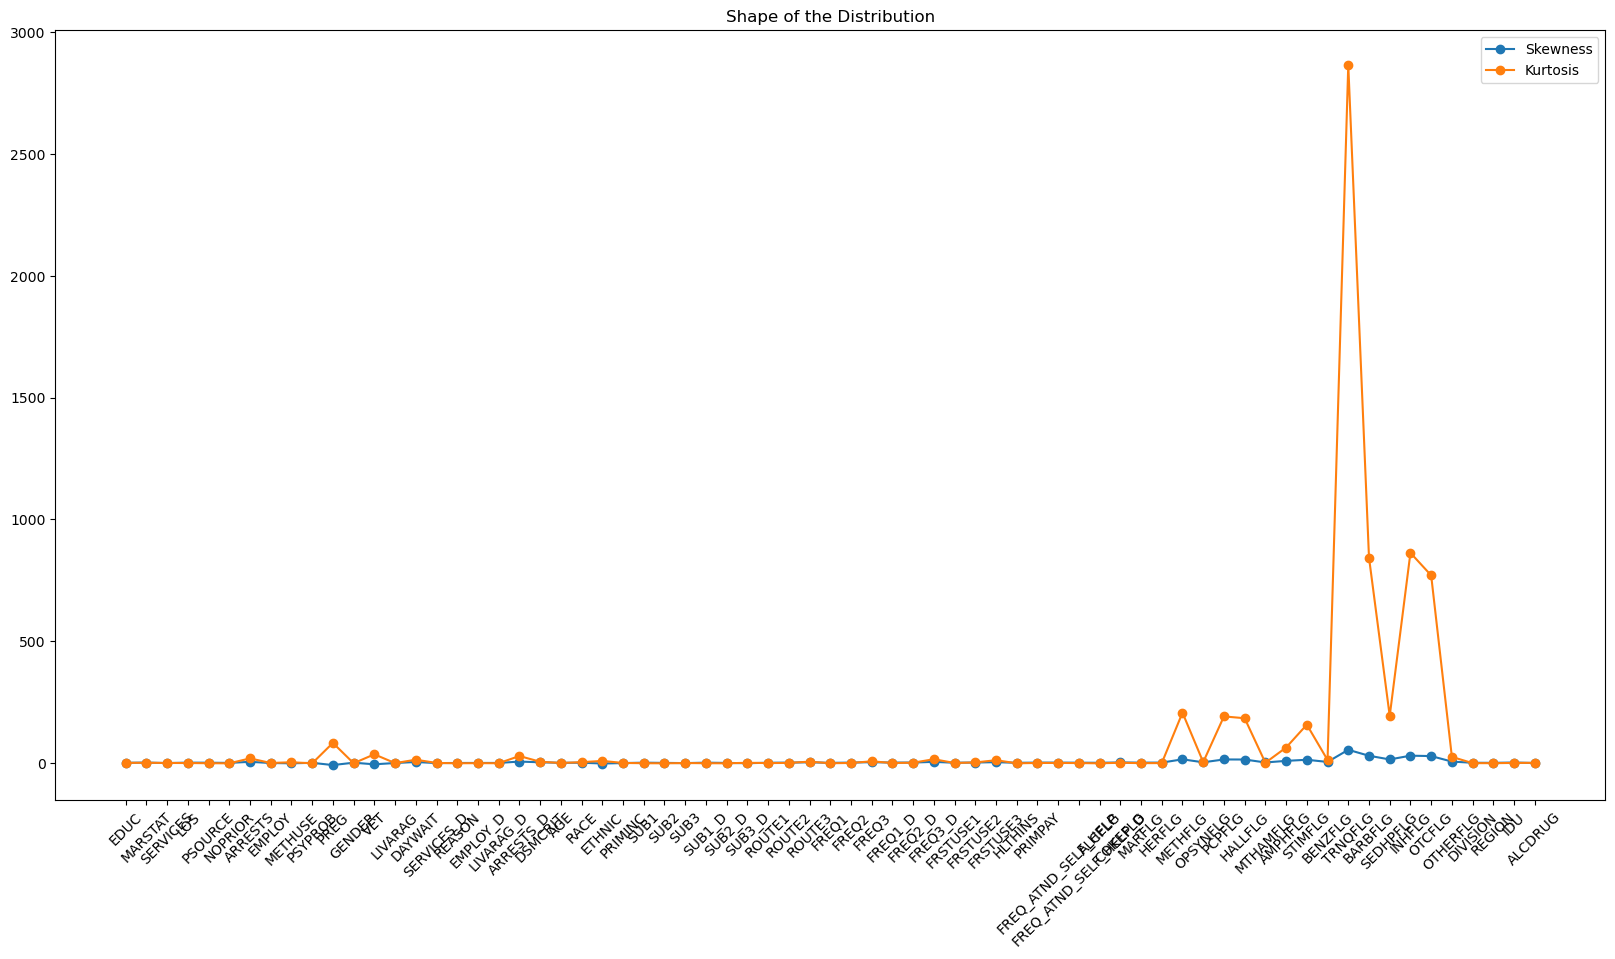 Shape of the Distribution
Skewness
Kurtosis
3000
2500
2000
1500
1000
500
0
EDUC
MARSTAT
SERVICES
LOS
PSOURCE
NOPRIOR
ARRESTS
EMPLOY
METHUSE
PSYPROB
PREG
GENDER
VET
LIVARAG
DAYWAIT
SERVICES_D
REASON
EMPLOY_D
LIVARAG_D
ARRESTS_D
DSMCRIT
AGE
RACE
ETHNIC
PRIMINC
SUB1
SUB2
SUB3
SUB1_D
SUB2_D
SUB3_D
ROUTE1
ROUTE2
ROUTE3
FREQ1
FREQ2
FREQ3
FREQ1_D
FREQ2_D
FREQ3_D
FRSTUSE1
FRSTUSE2
FRSTUSE3
HLTHINS
PRIMPAY
FREQ_ATND_SELF_HELP
ALCFLG
FREQ_ATND_SELF_HELP_D
COKEFLG
MARFLG
HERFLG
METHFLG
OPSYNFLG
PCPFLG
HALLFLG
MTHAMFLG
AMPHFLG
STIMFLG
BENZFLG
TRNQFLG
BARBFLG
SEDHPFLG
INHFLG
OTCFLG
OTHERFLG
DIVISION
REGION
IDU
ALCDRUG